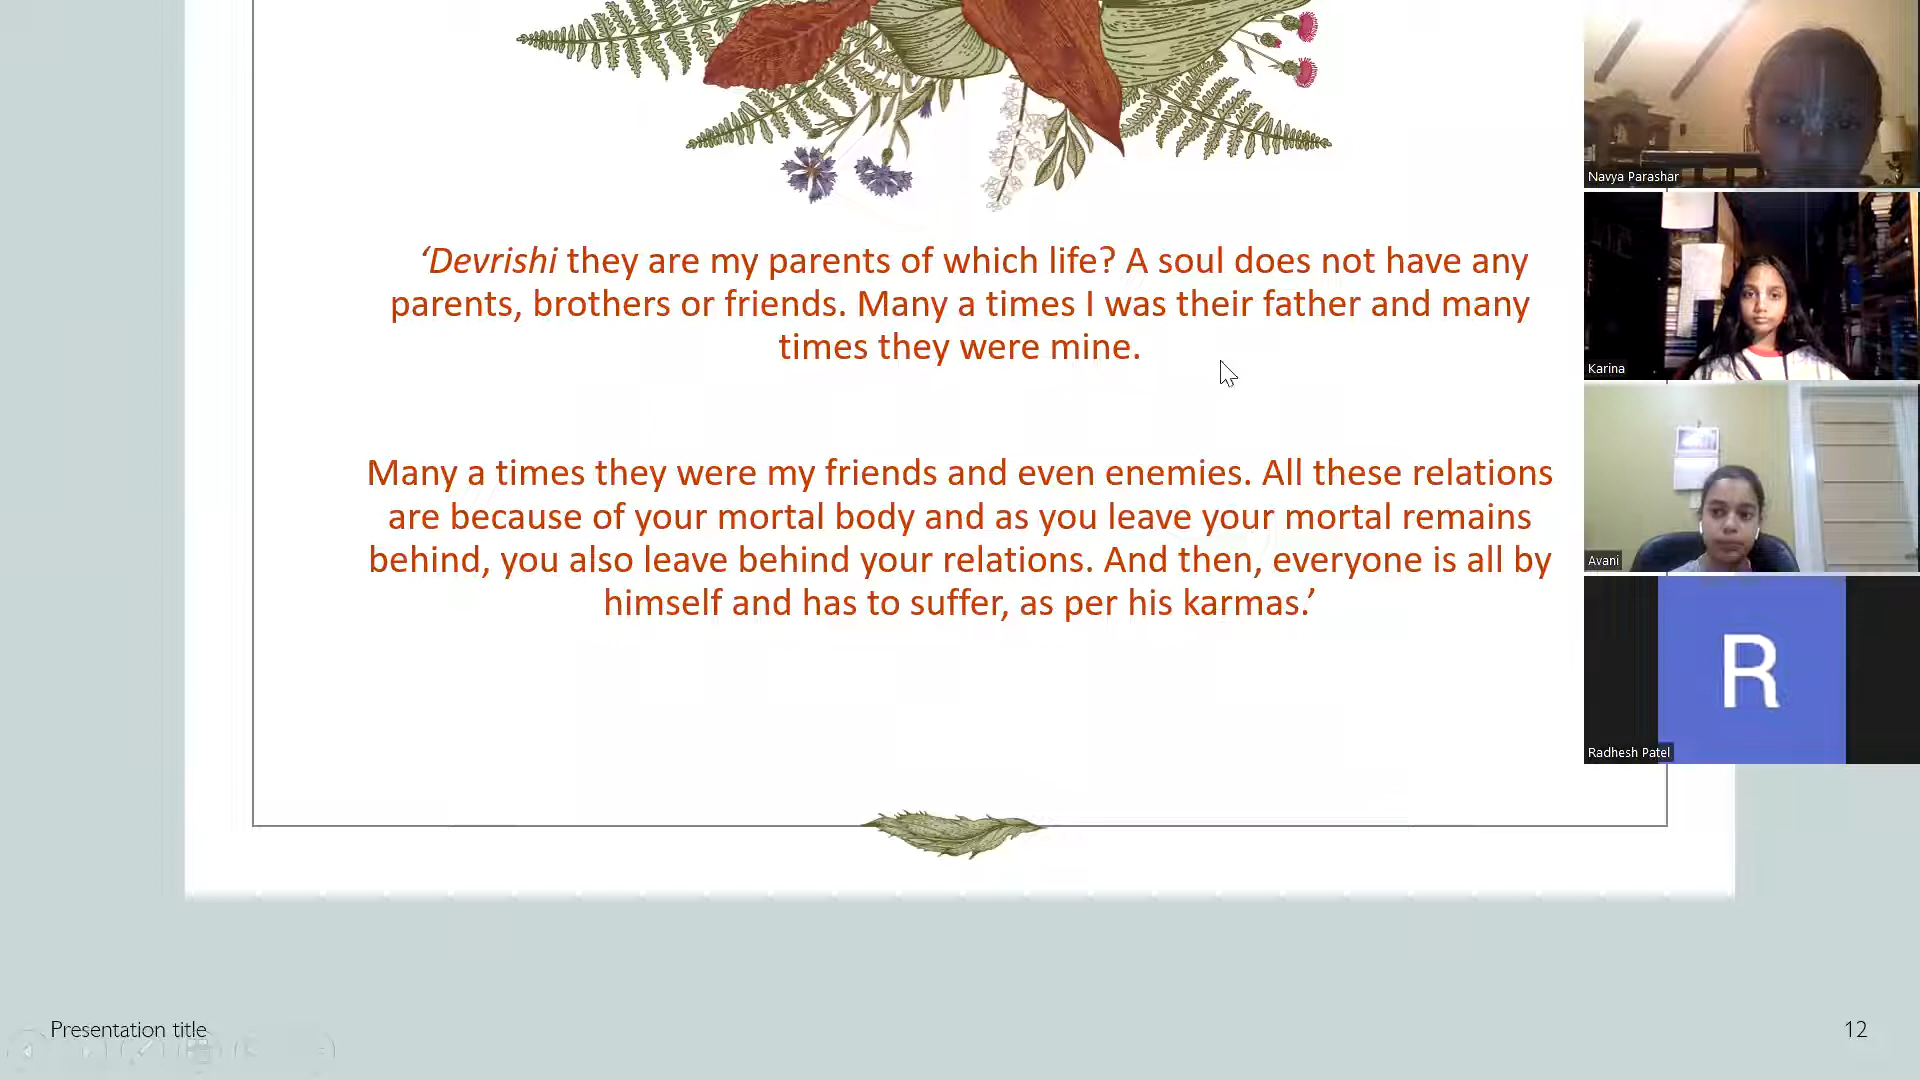 ‘Devrishi they are my parents of which life? A soul does not have any
parents, brothers or friends. Many a times I was their father and many
times they were mine.
Many a times they were my friends and even enemies. All these relations
are because of your mortal body and as you leave your mortal remains
behind, you also leave behind your relations. And then, everyone is all by
himself and has to suffer, as per his karmas.’
Navya Parashar
Karina
Avani
R
Radhesh Patel
Presentation title
12